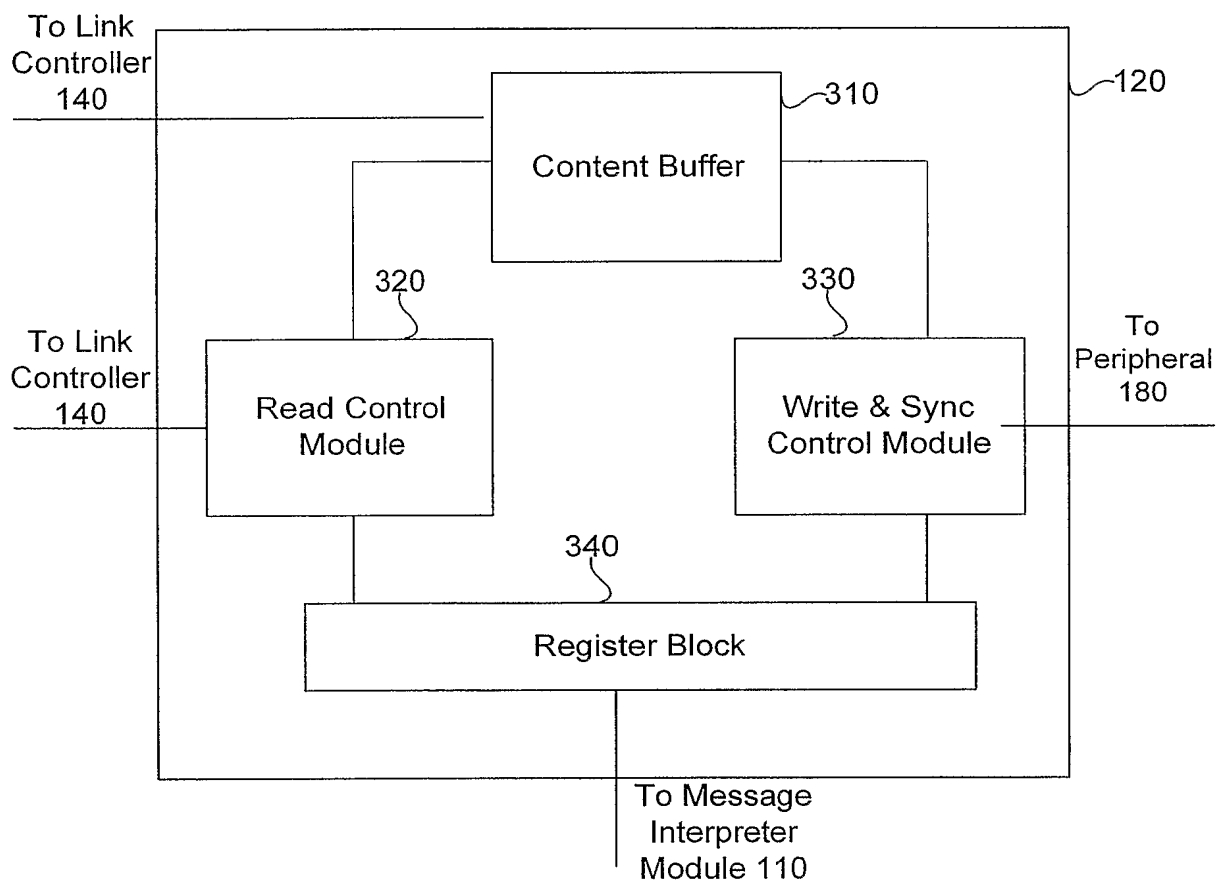 To Link
Controller
140
310
120
Content Buffer
320
330
To Link
Controller
140
Read Control
Module
Write & Sync
Control Module
To
Peripheral
180
340
Register Block
To Message
Interpreter
Module 110